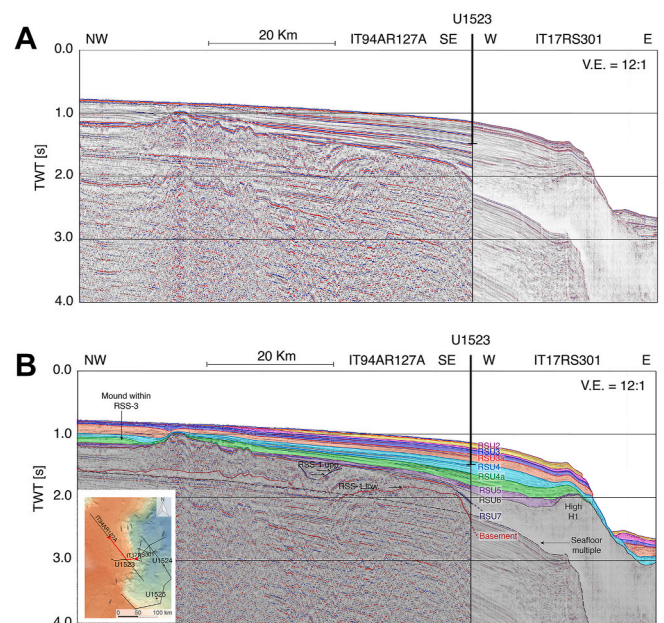 A
U1523
20 Km
IT94AR127A
SE
W
IT17RS301
NW
E
V.E. = 12:1
0.0
1.0
2.0
3.0
4.0
TWT [s]
B
U1523
20 Km
IT94AR127A
SE
W
IT17RS301
NW
E
V.E. = 12:1
0.0
1.0
2.0
3.0
4.0
TWT [s]
Mound within
RSS-3
RSU2
RSU3
RSU4
RSU4a
RSU5
RSU6
RSU7
Basement
RSS-1 upp
RSS-1 low
High
H1
Seafloor
multiple
N
IT94AR127A
IT17RS301
U1523
U1524
U1525
0 50 100 km